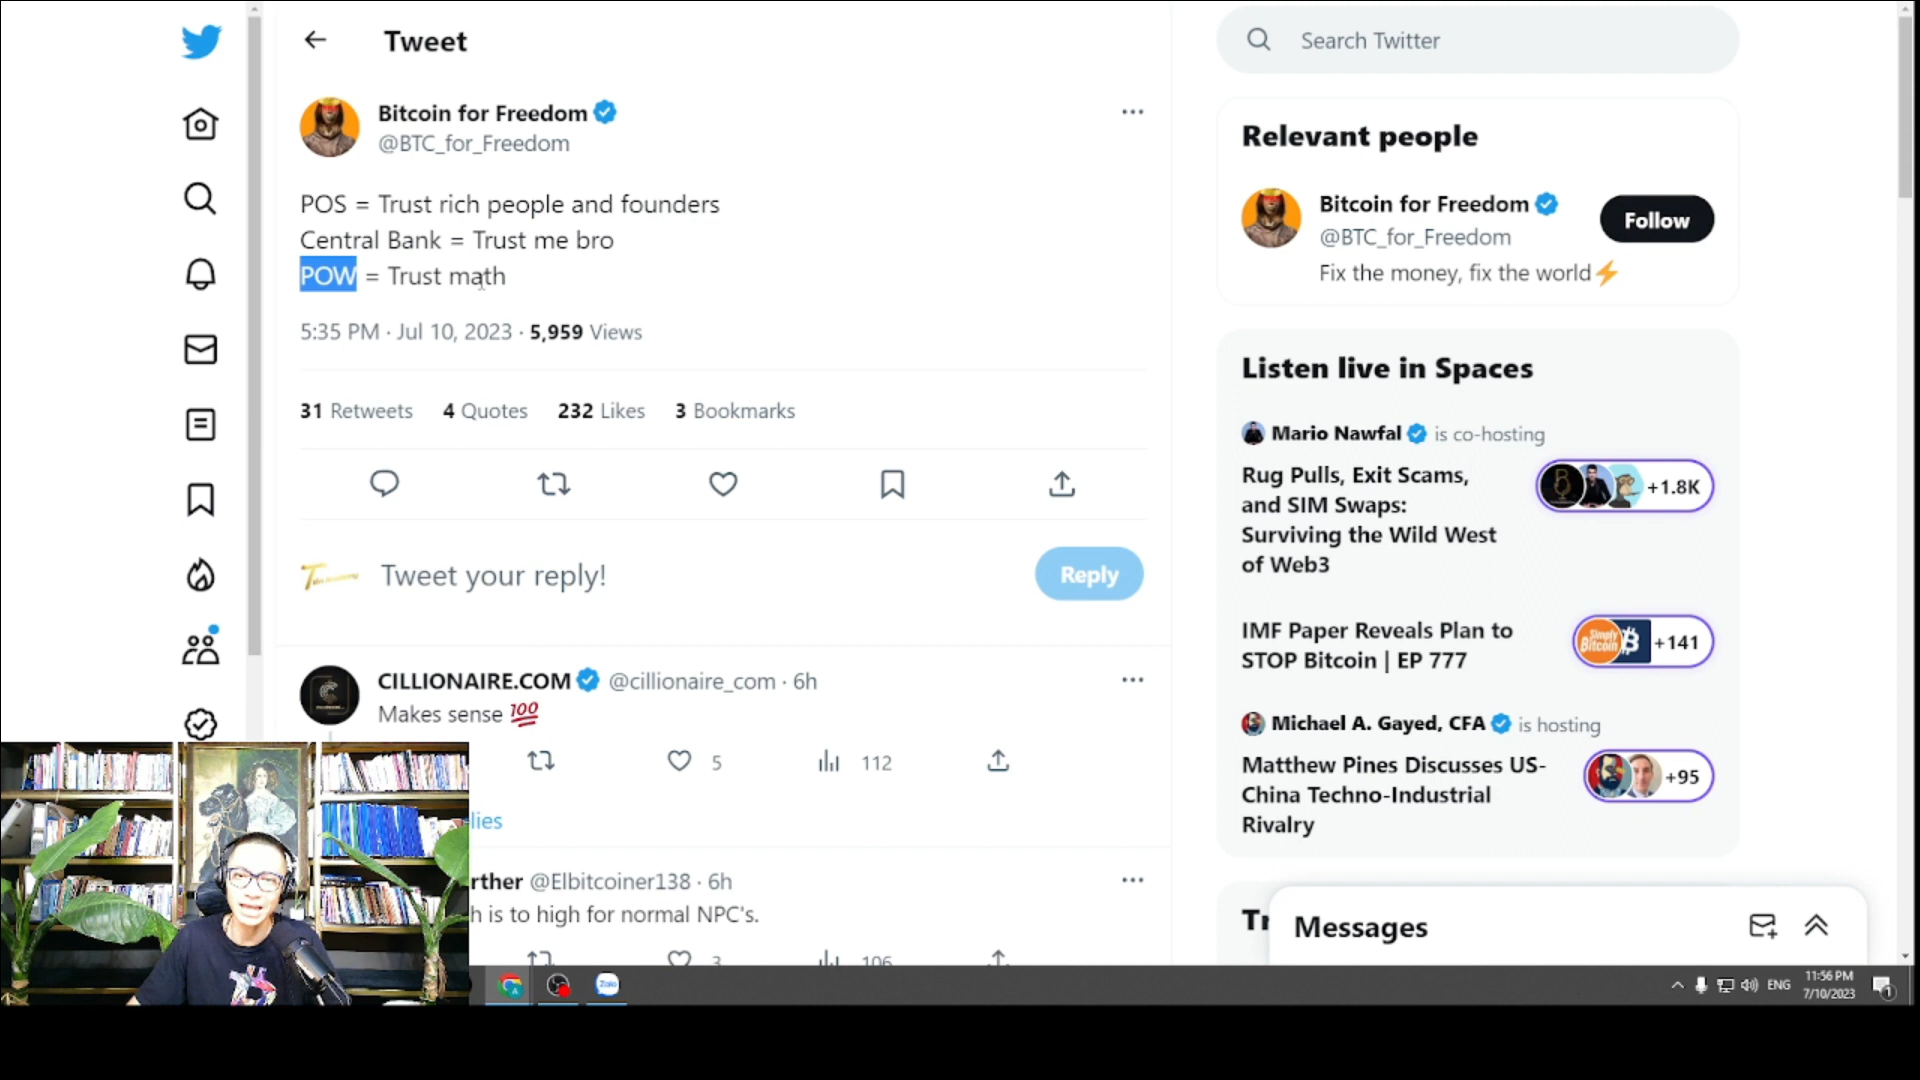 Tweet
Bitcoin for Freedom
@BTC_for_Freedom
POS = Trust rich people and founders
Central Bank = Trust me bro
POW = Trust math
5:35 PM · Jul 10, 2023 · 5,959 Views
31 Retweets 4 Quotes 232 Likes 3 Bookmarks
Tweet your reply!
Reply
CILLIONAIRE.COM @cillionaire_com · 6h
Makes sense 💯
5 112
lies
rther @Elbitcoiner138 · 6h
h is to high for normal NPC's.
3 106
Search Twitter
Relevant people
Bitcoin for Freedom
@BTC_for_Freedom
Follow
Fix the money, fix the world⚡
Listen live in Spaces
Mario Nawfal is co-hosting
Rug Pulls, Exit Scams,
and SIM Swaps:
Surviving the Wild West
of Web3
+1.8K
IMF Paper Reveals Plan to
STOP Bitcoin | EP 777
Simply
Bitcoin
+141
Michael A. Gayed, CFA is hosting
Matthew Pines Discusses US-
China Techno-Industrial
Rivalry
+95
Tr
Messages
Zalo
ENG
11:56 PM
7/10/2023
1